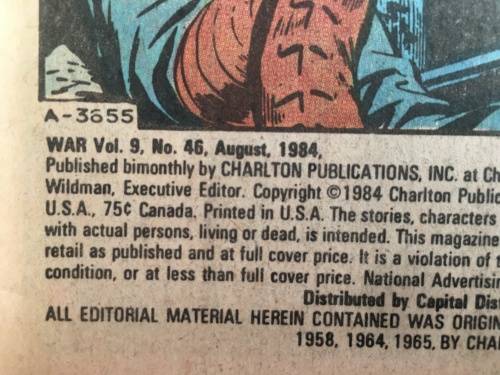 A-3655
WAR Vol. 9, No. 46, August, 1984,
Published bimonthly by CHARLTON PUBLICATIONS, INC. at Ch
Wildman, Executive Editor. Copyright ©1984 Charlton Public
U.S.A., 75¢ Canada. Printed in U.S.A. The stories, characters
with actual persons, living or dead, is intended. This magazine
retail as published and at full cover price. It is a violation of t
condition, or at less than full cover price. National Advertisin
Distributed by Capital Dis
ALL EDITORIAL MATERIAL HEREIN CONTAINED WAS ORIGIN
1958, 1964, 1965, BY CHA